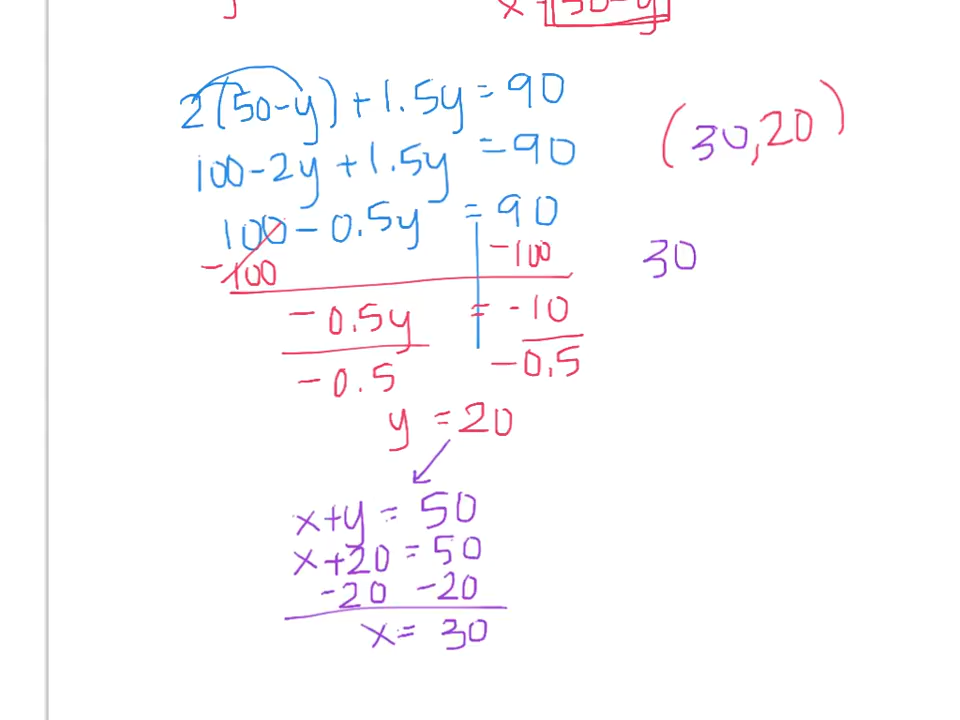 x = 50-y
2(50-y)+1.5y=90
(30,20)
100-2y+1.5y =90
100-0.5y = 90
-100 -100
30
-0.5y = -10
-0.5 -0.5
y = 20
x+y = 50
x+20 = 50
-20 -20
x = 30